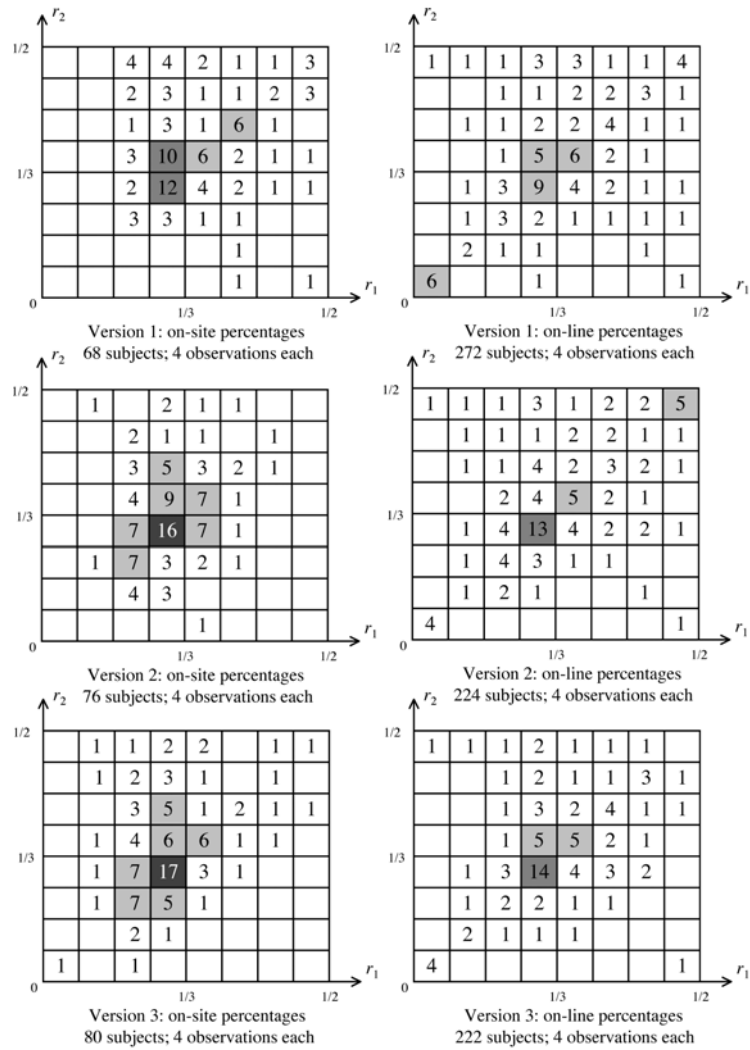 r2 r2
1/2 4 4 2 1 1 3 1/2 1 1 1 3 3 1 1 4
2 3 1 1 2 3 1 1 2 2 3 1
1 3 1 6 1 1 1 2 2 4 1 1
3 10 6 2 1 1 1 5 6 2 1
1/3 1/3
2 12 4 2 1 1 1 3 9 4 2 1 1
3 3 1 1 1 3 2 1 1 1 1
1 2 1 1 1
1 1 6 1 1
0 r1 0 r1
1/3 1/2 1/3 1/2
Version 1: on-site percentages Version 1: on-line percentages
68 subjects; 4 observations each 272 subjects; 4 observations each
r2 r2
1/2 1 2 1 1 1/2 1 1 1 3 1 2 2 5
2 1 1 1 1 1 1 2 2 1 1
3 5 3 2 1 1 1 4 2 3 2 1
4 9 7 1 2 4 5 2 1
1/3 1/3
7 16 7 1 1 4 13 4 2 2 1
1 7 3 2 1 1 4 3 1 1
4 3 1 2 1 1
1 4 1
0 r1 0 r1
1/3 1/2 1/3 1/2
Version 2: on-site percentages Version 2: on-line percentages
76 subjects; 4 observations each 224 subjects; 4 observations each
r2 r2
1/2 1 1 2 2 1 1 1/2 1 1 1 2 1 1 1
1 2 3 1 1 1 2 1 1 3 1
3 5 1 2 1 1 1 3 2 4 1 1
1 4 6 6 1 1 1 5 5 2 1
1/3 1/3
1 7 17 3 1 1 3 14 4 3 2
1 7 5 1 1 2 2 1 1
2 1 2 1 1 1
1 1 4 1
0 r1 0 r1
1/3 1/2 1/3 1/2
Version 3: on-site percentages Version 3: on-line percentages
80 subjects; 4 observations each 222 subjects; 4 observations each